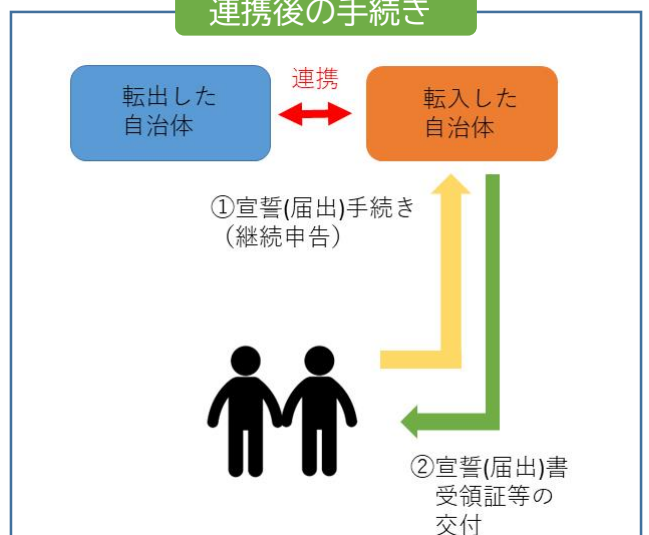 連携後の手続き
連携
転出した
自治体
転入した
自治体
①宣誓(届出)手続き
（継続申告）
②宣誓(届出)書
受領証等の
交付